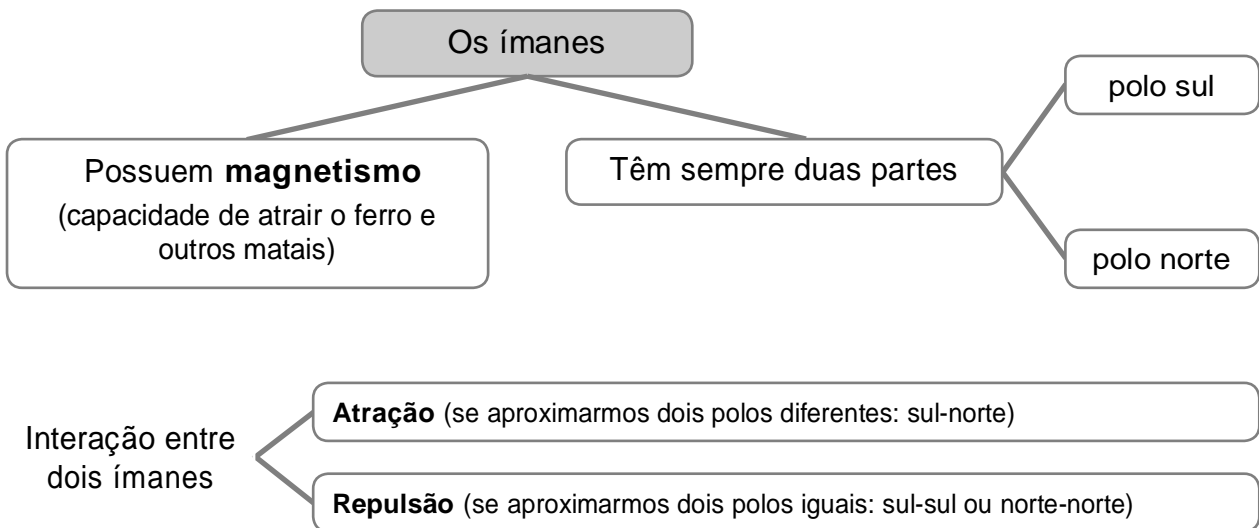 Os ímanes
polo sul
Possuem magnetismo
(capacidade de atrair o ferro e
outros matais)
Têm sempre duas partes
polo norte
Interação entre
dois ímanes
Atração (se aproximarmos dois polos diferentes: sul-norte)
Repulsão (se aproximarmos dois polos iguais: sul-sul ou norte-norte)